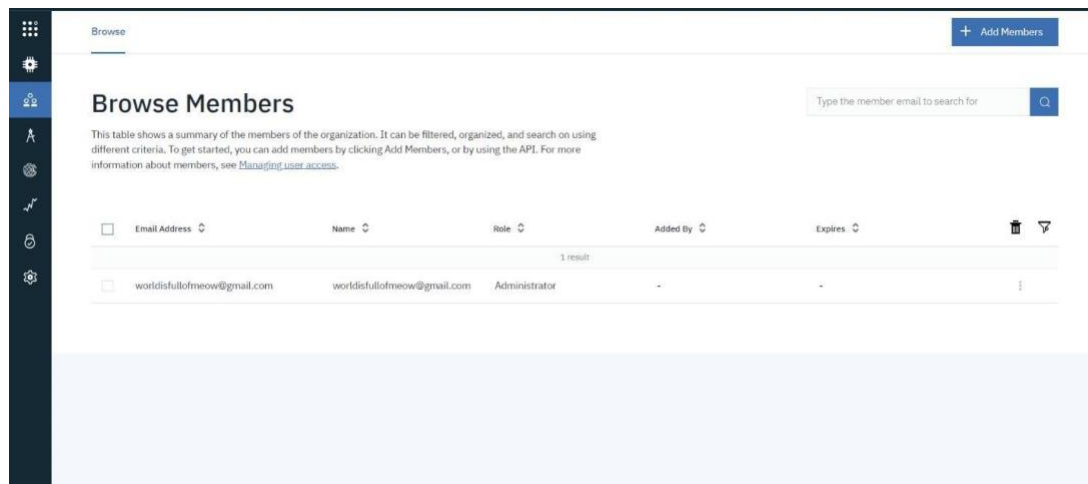 Browse
+ Add Members
Browse Members
Type the member email to search for
This table shows a summary of the members of the organization. It can be filtered, organized, and search on using
different criteria. To get started, you can add members by clicking Add Members, or by using the API. For more
information about members, see Managing user access.
Email Address Name Role Added By Expires
1 result
worldisfullofmeow@gmail.com worldisfullofmeow@gmail.com Administrator - -